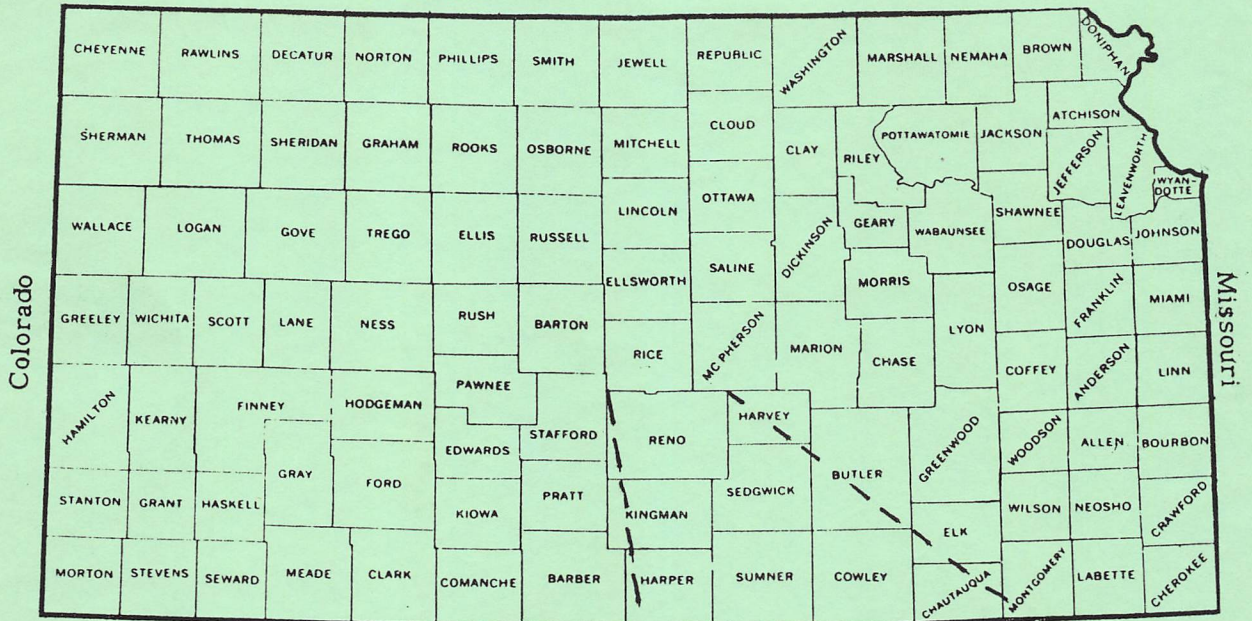 CHEYENNE
RAWLINS
DECATUR
NORTON
PHILLIPS
SMITH
JEWELL
REPUBLIC
WASHINGTON
MARSHALL
NEMAHA
BROWN
DONIPHAN
SHERMAN
THOMAS
SHERIDAN
GRAHAM
ROOKS
OSBORNE
MITCHELL
CLOUD
CLAY
RILEY
POTTAWATOMIE
JACKSON
ATCHISON
JEFFERSON
LEAVENWORTH
WYAN-
DOTTE
WALLACE
LOGAN
GOVE
TREGO
ELLIS
RUSSELL
LINCOLN
OTTAWA
DICKINSON
GEARY
WABAUNSEE
SHAWNEE
DOUGLAS
JOHNSON
ELLSWORTH
SALINE
MORRIS
OSAGE
FRANKLIN
MIAMI
Colorado
Missouri
GREELEY
WICHITA
SCOTT
LANE
NESS
RUSH
BARTON
RICE
MC PHERSON
MARION
CHASE
LYON
COFFEY
ANDERSON
LINN
HAMILTON
KEARNY
FINNEY
HODGEMAN
PAWNEE
EDWARDS
STAFFORD
RENO
HARVEY
BUTLER
GREENWOOD
WOODSON
ALLEN
BOURBON
STANTON
GRANT
HASKELL
GRAY
FORD
KIOWA
PRATT
KINGMAN
SEDGWICK
ELK
WILSON
NEOSHO
CRAWFORD
MORTON
STEVENS
SEWARD
MEADE
CLARK
COMANCHE
BARBER
HARPER
SUMNER
COWLEY
CHAUTAUQUA
MONTGOMERY
LABETTE
CHEROKEE